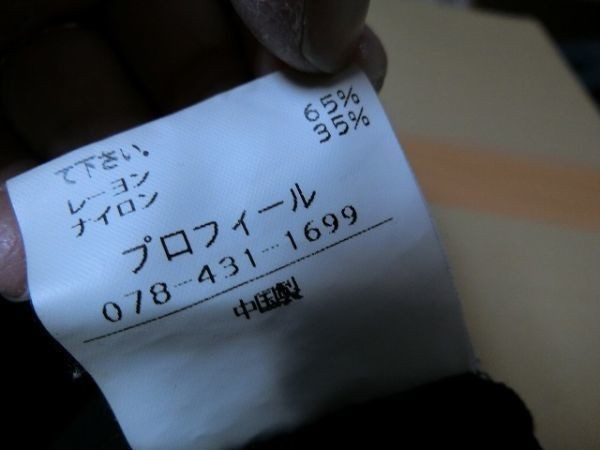 て下さい。
レーヨン 65%
ナイロン 35%
プロフィール
078-431-1699
中国製